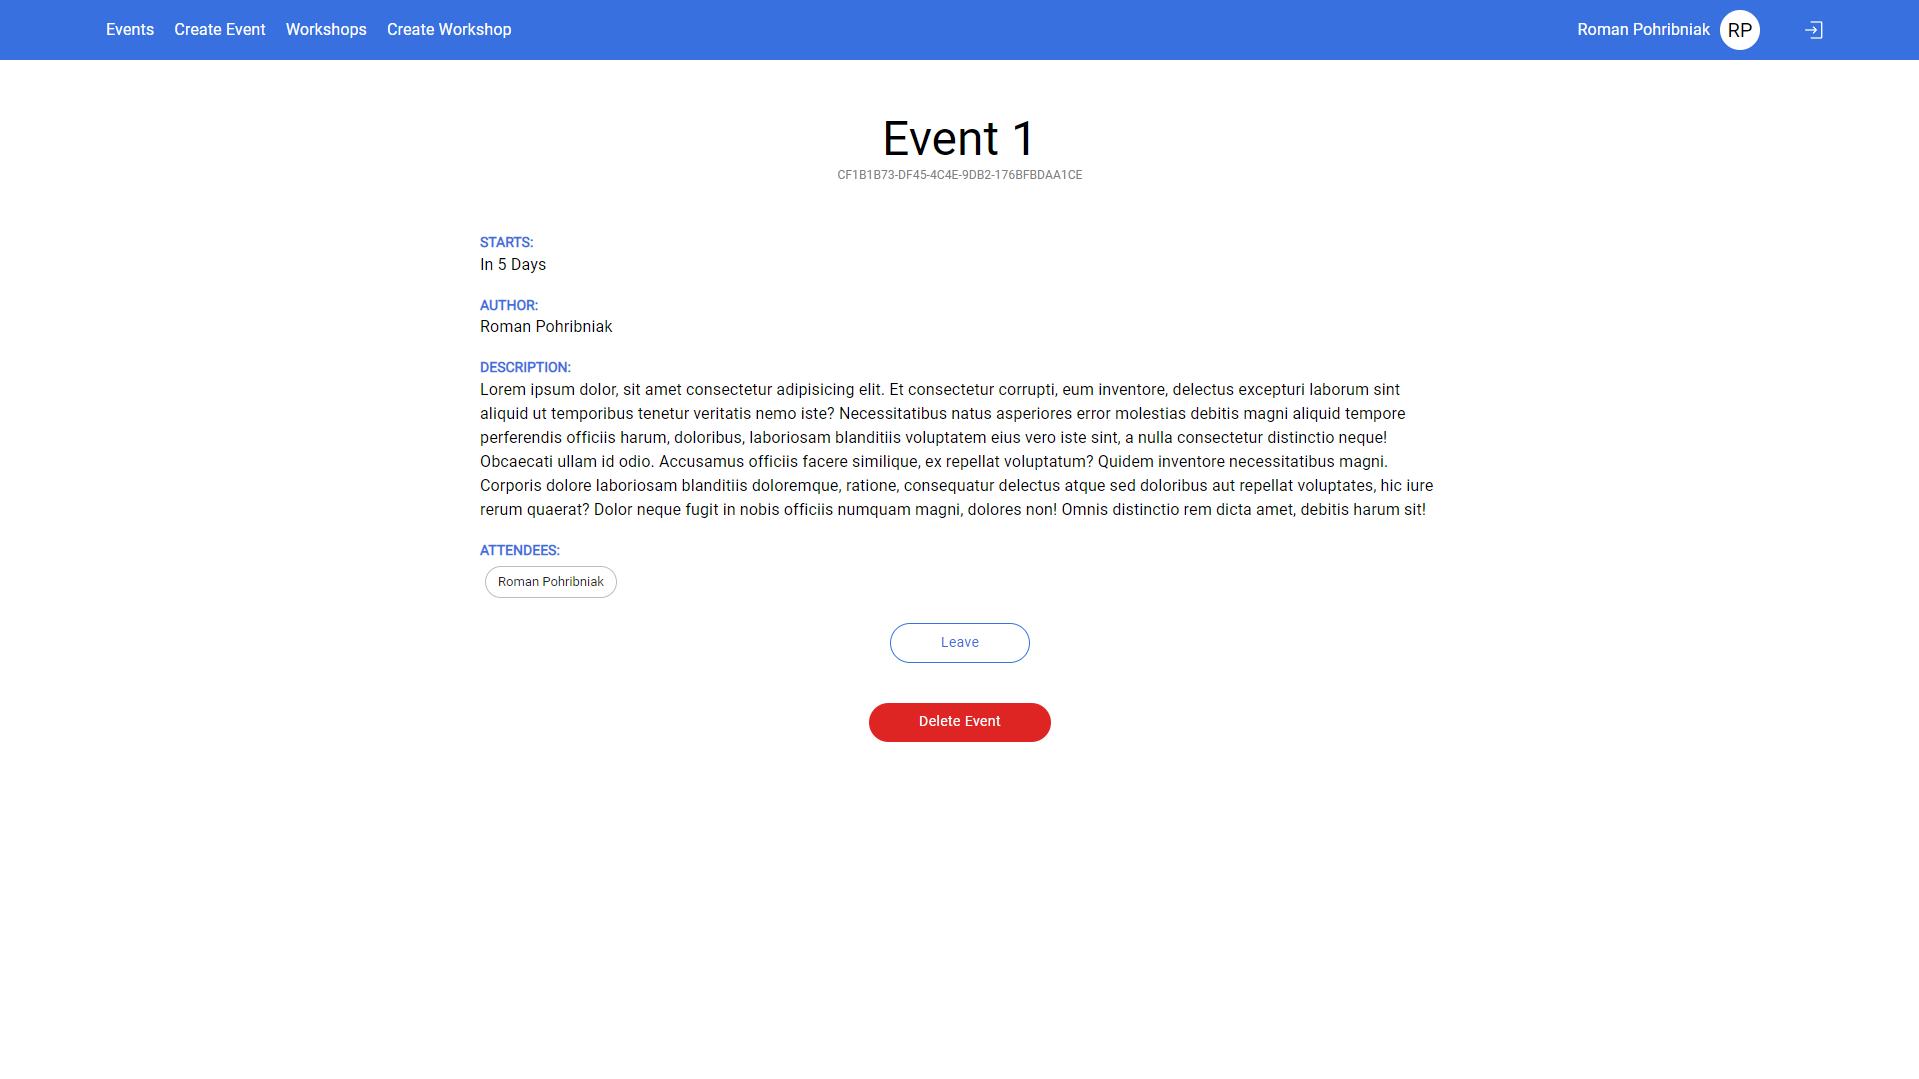 Events Create Event Workshops Create Workshop Roman Pohribniak RP
Event 1
CF1B1B73-DF45-4C4E-9DB2-176BFBDAA1CE
STARTS:
In 5 Days
AUTHOR:
Roman Pohribniak
DESCRIPTION:
Lorem ipsum dolor, sit amet consectetur adipisicing elit. Et consectetur corrupti, eum inventore, delectus excepturi laborum sint
aliquid ut temporibus tenetur veritatis nemo iste? Necessitatibus natus asperiores error molestias debitis magni aliquid tempore
perferendis officiis harum, doloribus, laboriosam blanditiis voluptatem eius vero iste sint, a nulla consectetur distinctio neque!
Obcaecati ullam id odio. Accusamus officiis facere similique, ex repellat voluptatum? Quidem inventore necessitatibus magni.
Corporis dolore laboriosam blanditiis doloremque, ratione, consequatur delectus atque sed doloribus aut repellat voluptates, hic iure
rerum quaerat? Dolor neque fugit in nobis officiis numquam magni, dolores non! Omnis distinctio rem dicta amet, debitis harum sit!
ATTENDEES:
Roman Pohribniak
Leave
Delete Event